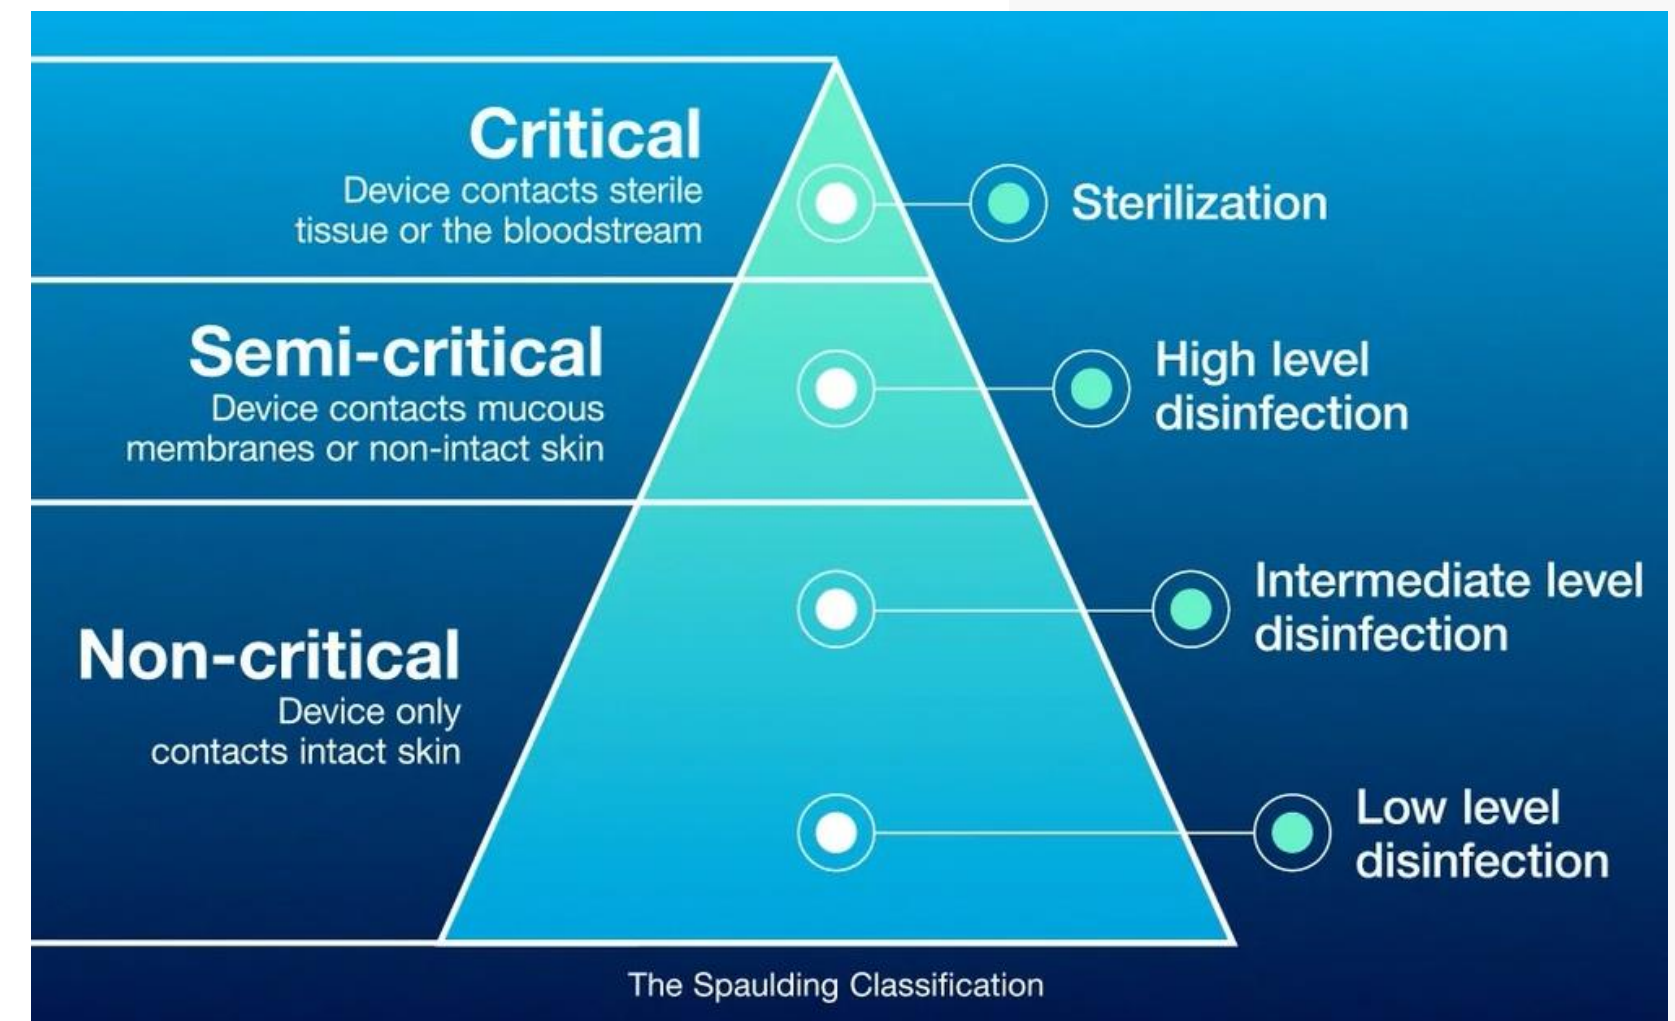 Critical
Device contacts sterile
tissue or the bloodstream
Sterilization
Semi-critical
Device contacts mucous
membranes or non-intact skin
High level
disinfection
Non-critical
Device only
contacts intact skin
Intermediate level
disinfection
Low level
disinfection
The Spaulding Classification